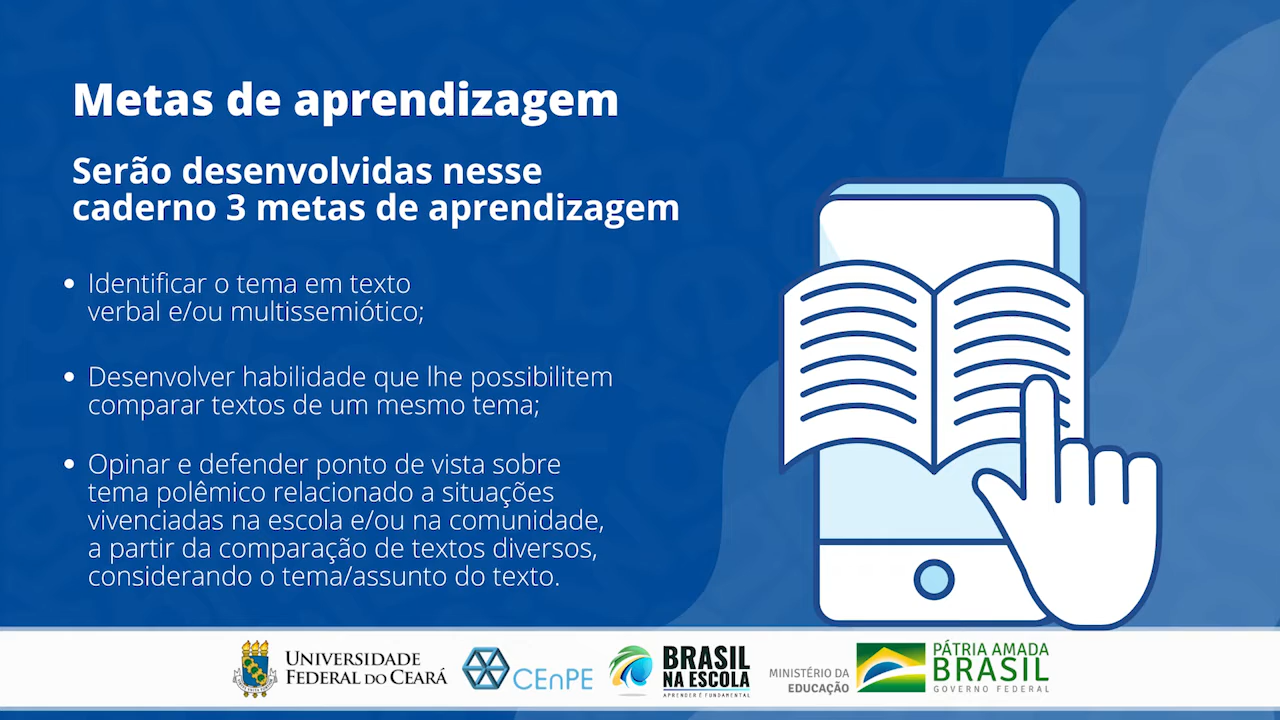 Metas de aprendizagem
Serão desenvolvidas nesse
caderno 3 metas de aprendizagem
• Identificar o tema em texto
verbal e/ou multissemiótico;
• Desenvolver habilidade que lhe possibilitem
comparar textos de um mesmo tema;
• Opinar e defender ponto de vista sobre
tema polêmico relacionado a situações
vivenciadas na escola e/ou na comunidade,
a partir da comparação de textos diversos,
considerando o tema/assunto do texto.
UNIVERSIDADE
FEDERAL DO CEARÁ
CEnPE
BRASIL
NA ESCOLA
APRENDER É FUNDAMENTAL
MINISTÉRIO DA
EDUCAÇÃO
PÁTRIA AMADA
BRASIL
GOVERNO FEDERAL